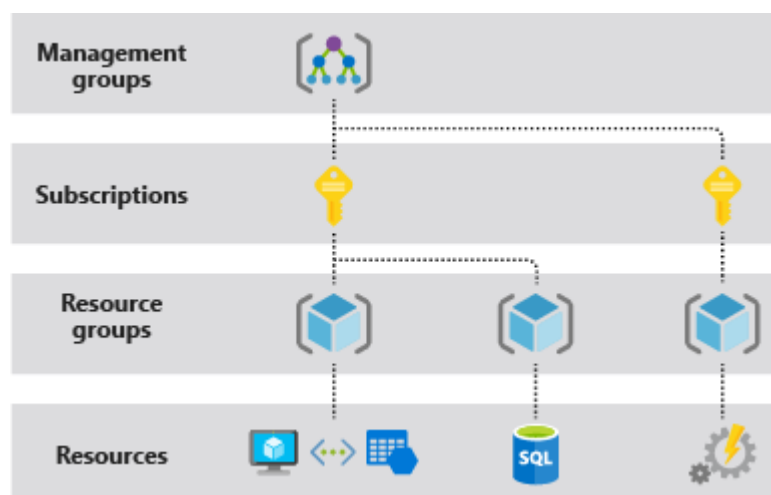 Management
groups
Subscriptions
Resource
groups
Resources
SQL